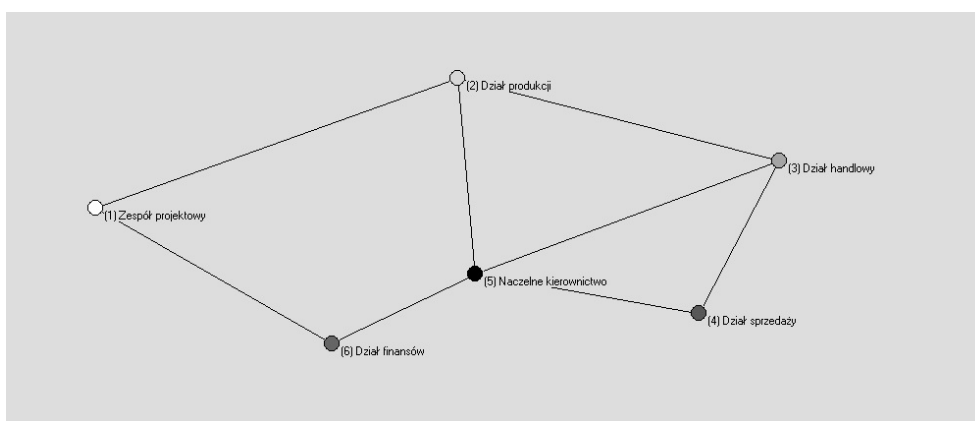 (2) Dział produkcji
(3) Dział handlowy
(1) Zespół projektowy
(5) Naczelne kierownictwo
(4) Dział sprzedaży
(6) Dział finansów